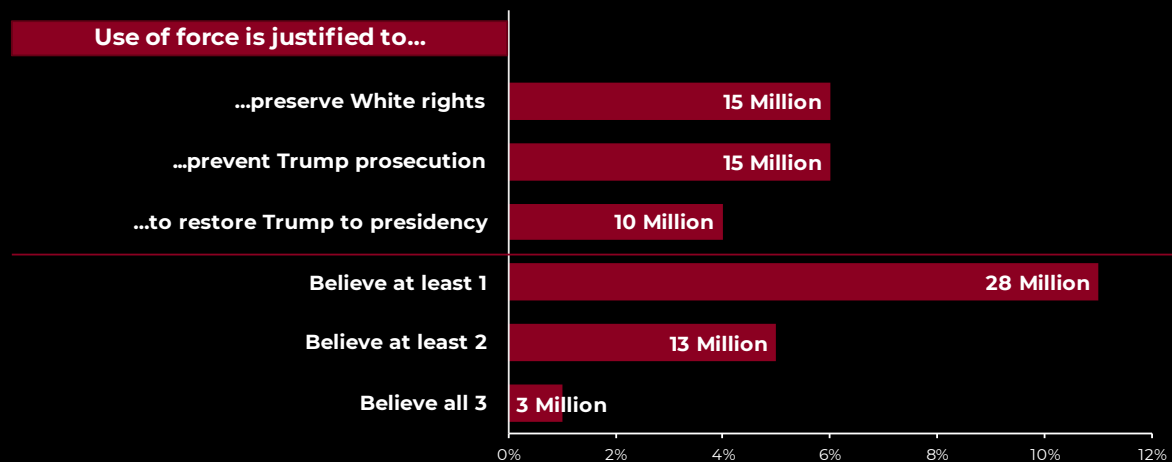 Use of force is justified to...
...preserve White rights
15 Million
...prevent Trump prosecution
15 Million
...to restore Trump to presidency
10 Million
Believe at least 1
28 Million
Believe at least 2
13 Million
Believe all 3
3 Million
0% 2% 4% 6% 8% 10% 12%